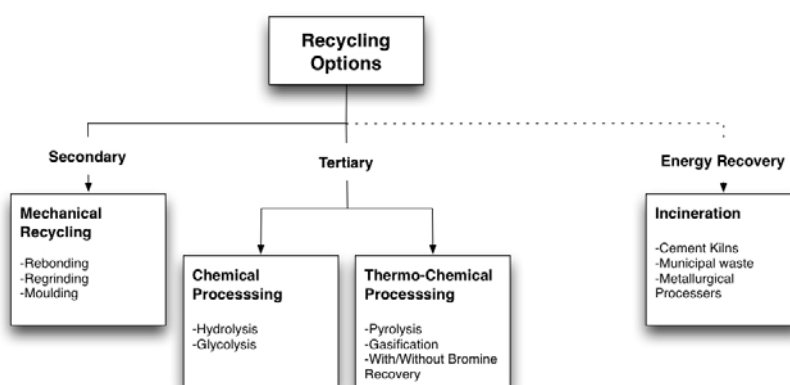 Recycling
Options
Secondary
Tertiary
Energy Recovery
Mechanical
Recycling
-Rebonding
-Regrinding
-Moulding
Chemical
Processsing
-Hydrolysis
-Glycolysis
Thermo-Chemical
Processsing
-Pyrolysis
-Gasification
-With/Without Bromine
Recovery
Incineration
-Cement Kilns
-Municipal waste
-Metallurgical
Processers